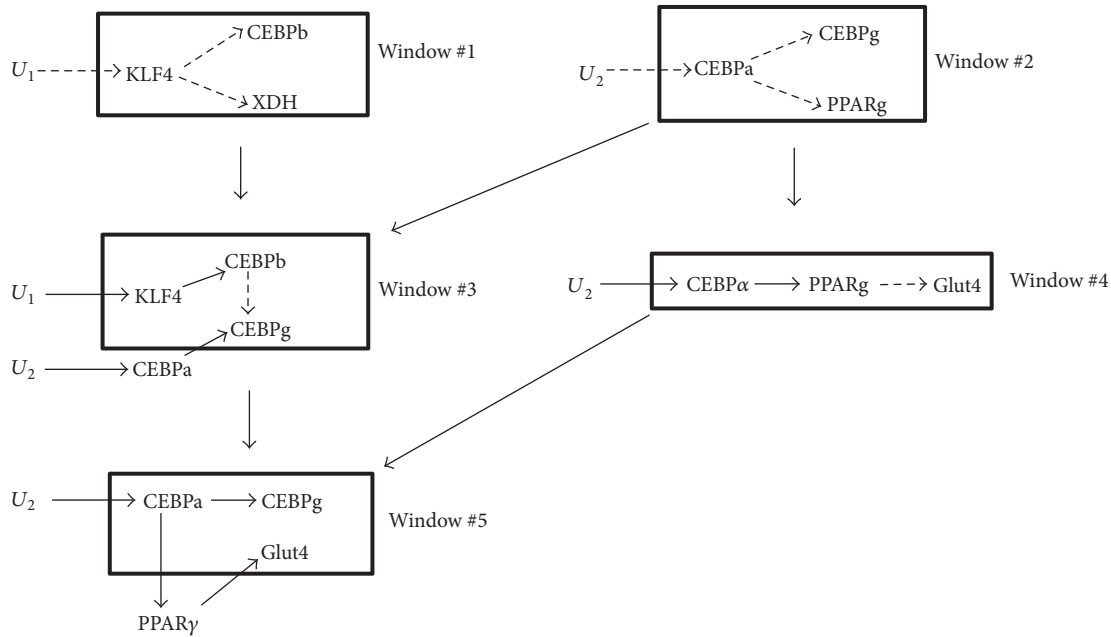 CEBPb
Window #1
U₁
KLF4
XDH
CEBPg
Window #2
U₂
CEBPa
PPARg
CEBPb
U₁
KLF4
Window #3
CEBPg
U₂
CEBPa
U₂
CEBPα
PPARg
Glut4
Window #4
U₂
CEBPa
CEBPg
Window #5
Glut4
PPARγ